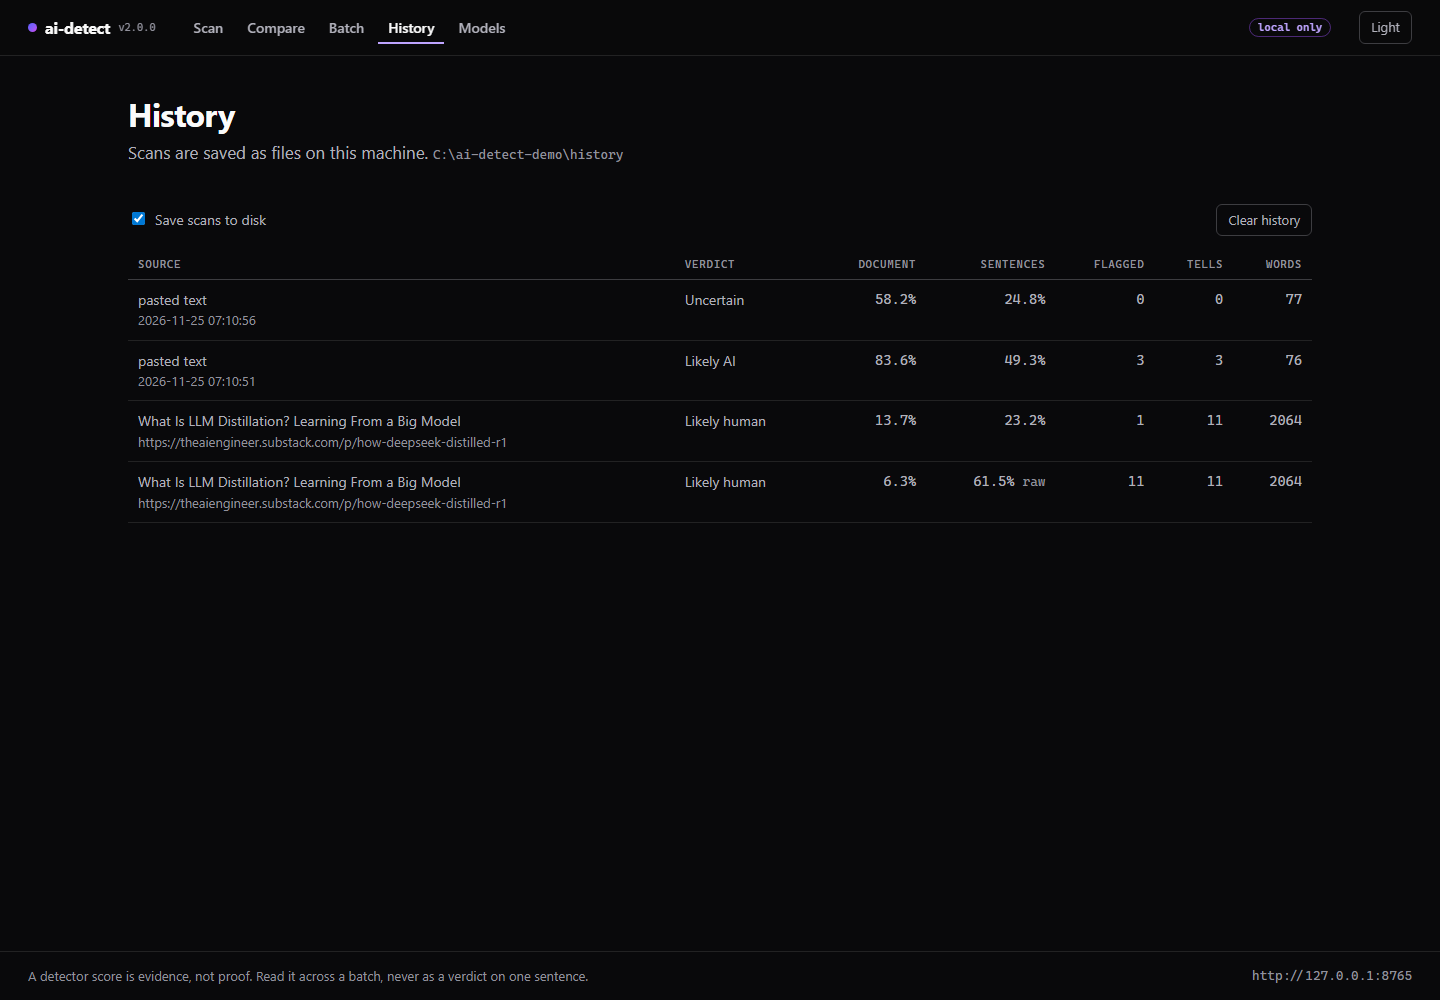 ai-detect v2.0.0 Scan Compare Batch History Models local only Light
History
Scans are saved as files on this machine. C:\ai-detect-demo\history
Save scans to disk Clear history
SOURCE VERDICT DOCUMENT SENTENCES FLAGGED TELLS WORDS
pasted text Uncertain 58.2% 24.8% 0 0 77
2026-11-25 07:10:56
pasted text Likely AI 83.6% 49.3% 3 3 76
2026-11-25 07:10:51
What Is LLM Distillation? Learning From a Big Model Likely human 13.7% 23.2% 1 11 2064
https://theaiengineer.substack.com/p/how-deepseek-distilled-r1
What Is LLM Distillation? Learning From a Big Model Likely human 6.3% 61.5% raw 11 11 2064
https://theaiengineer.substack.com/p/how-deepseek-distilled-r1
A detector score is evidence, not proof. Read it across a batch, never as a verdict on one sentence. http://127.0.0.1:8765